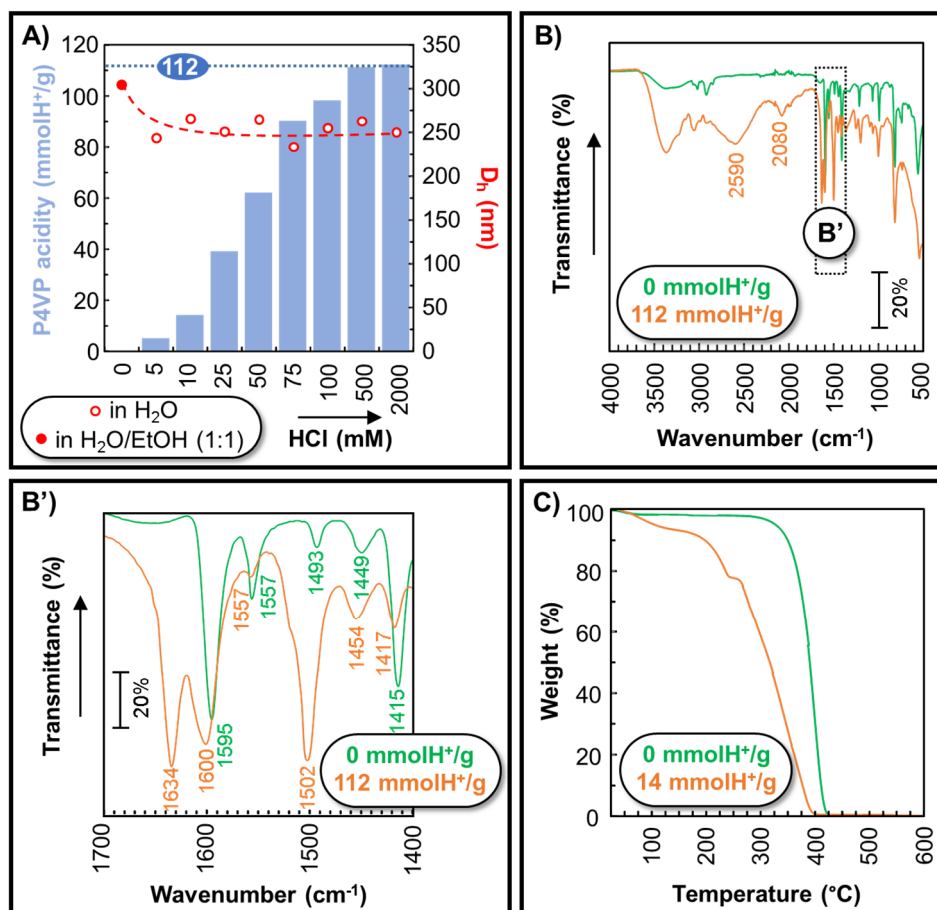 A)
P4VP acidity (mmolH⁺/g)
120
100
80
60
40
20
0
112
350
300
250
200
150
100
50
0
Dₕ (nm)
0
5
10
25
50
75
100
500
2000
HCl (mM)
in H₂O
in H₂O/EtOH (1:1)
B)
Transmittance (%)
2590
2080
B'
0 mmolH⁺/g
112 mmolH⁺/g
20%
4000
3500
3000
2500
2000
1500
1000
500
Wavenumber (cm⁻¹)
B')
Transmittance (%)
20%
1634
1600
1595
1557
1557
1502
1493
1454
1449
1417
1415
0 mmolH⁺/g
112 mmolH⁺/g
1700
1600
1500
1400
Wavenumber (cm⁻¹)
C)
Weight (%)
100
80
60
40
20
0
0 mmolH⁺/g
14 mmolH⁺/g
100
200
300
400
500
600
Temperature (°C)